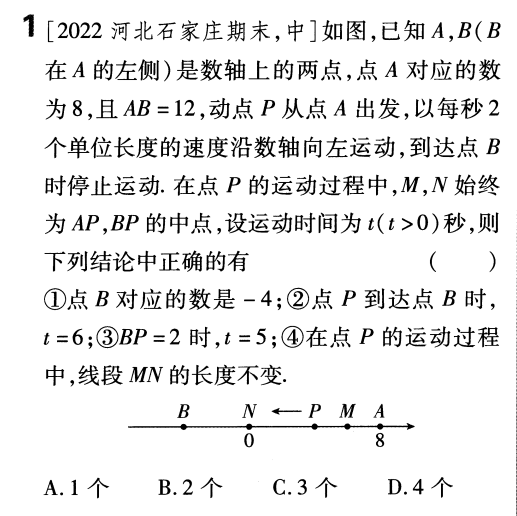 1 [2022 河北石家庄期末,中]如图,已知 A,B(B
在 A 的左侧)是数轴上的两点,点 A 对应的数
为 8,且 AB = 12,动点 P 从点 A 出发,以每秒 2
个单位长度的速度沿数轴向左运动,到达点 B
时停止运动. 在点 P 的运动过程中,M,N 始终
为 AP,BP 的中点,设运动时间为 t(t >0)秒,则
下列结论中正确的有 ( )
①点 B 对应的数是 -4;②点 P 到达点 B 时,
t =6;③BP =2 时,t =5;④在点 P 的运动过程
中,线段 MN 的长度不变.
B N ← P M A
0 8
A. 1 个 B. 2 个 C. 3 个 D. 4 个